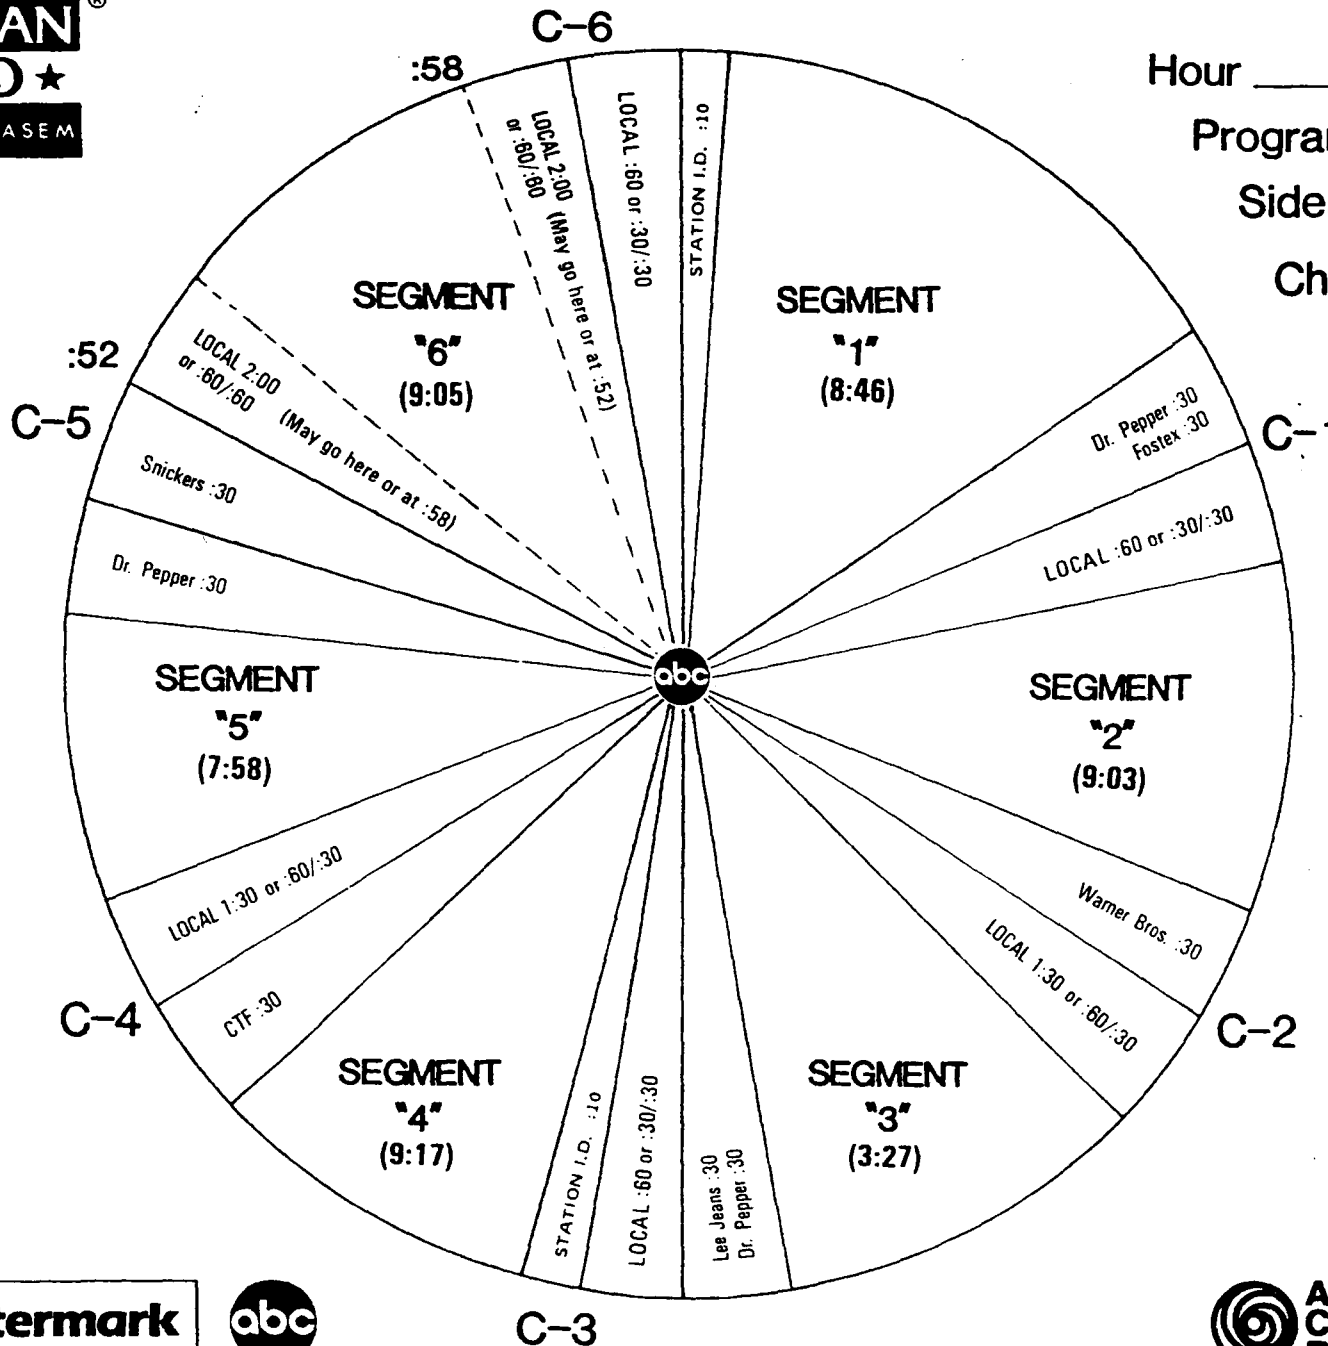 AN
®
ASEM
Hour
Progra
Side
Ch
C-6
:58
LOCAL 2:00 (May go here or at :52)
or :60/:60
LOCAL :60 or :30/:30
STATION I.D. :10
SEGMENT
"1"
(8:46)
Dr. Pepper :30
Fostex :30
C-1
LOCAL :60 or :30/:30
SEGMENT
"2"
(9:03)
Warner Bros. :30
C-2
LOCAL 1:30 or :60/:30
SEGMENT
"3"
(3:27)
Lee Jeans :30
Dr. Pepper :30
C-3
LOCAL :60 or :30/:30
STATION I.D. :10
SEGMENT
"4"
(9:17)
CTF :30
C-4
LOCAL 1:30 or :60/:30
SEGMENT
"5"
(7:58)
Dr. Pepper :30
Snickers :30
C-5
:52
LOCAL 2:00 (May go here or at :58)
or :60/:60
SEGMENT
"6"
(9:05)
abc
termark
abc
A
C